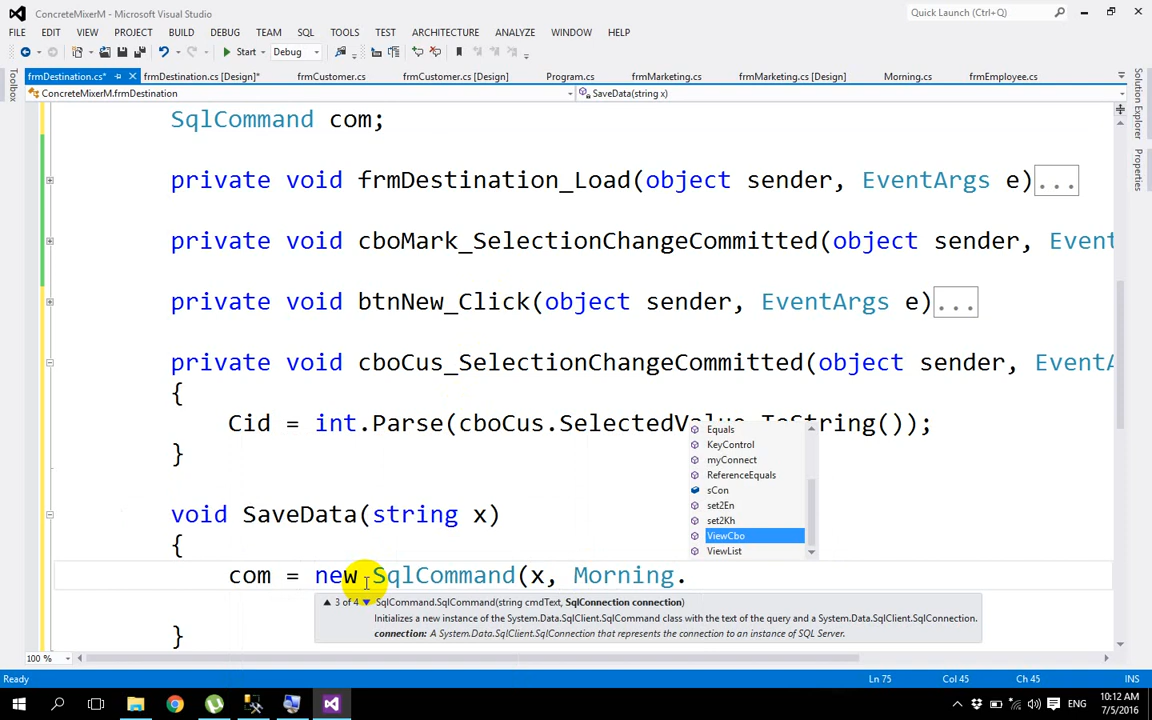 ConcreteMixerM - Microsoft Visual Studio
Quick Launch (Ctrl+Q)
FILE EDIT VIEW PROJECT BUILD DEBUG TEAM SQL TOOLS TEST ARCHITECTURE ANALYZE WINDOW HELP
Start Debug
frmDestination.cs* frmDestination.cs [Design]* frmCustomer.cs frmCustomer.cs [Design] Program.cs frmMarketing.cs frmMarketing.cs [Design] Morning.cs frmEmployee.cs
ConcreteMixerM.frmDestination SaveData(string x)
Toolbox
Solution Explorer
Properties
SqlCommand com;
private void frmDestination_Load(object sender, EventArgs e)...
private void cboMark_SelectionChangeCommitted(object sender, Event
private void btnNew_Click(object sender, EventArgs e)...
private void cboCus_SelectionChangeCommitted(object sender, EventA
{
Cid = int.Parse(cboCus.SelectedValue.ToString());
}
Equals
KeyControl
myConnect
ReferenceEquals
sCon
set2En
set2Kh
ViewCbo
ViewList
void SaveData(string x)
{
com = new SqlCommand(x, Morning.
3 of 4 SqlCommand.SqlCommand(string cmdText, SqlConnection connection)
Initializes a new instance of the System.Data.SqlClient.SqlCommand class with the text of the query and a System.Data.SqlClient.SqlConnection.
connection: A System.Data.SqlClient.SqlConnection that represents the connection to an instance of SQL Server.
}
100 %
Ready Ln 75 Col 45 Ch 45 INS
ENG 10:12 AM
7/5/2016